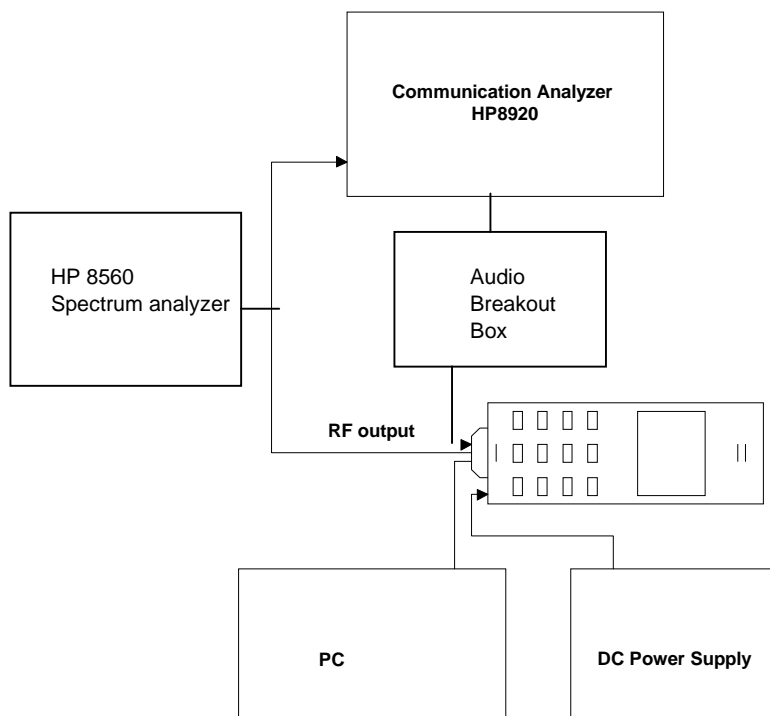 Communication Analyzer
HP8920
HP 8560
Spectrum analyzer
Audio
Breakout
Box
RF output
PC
DC Power Supply